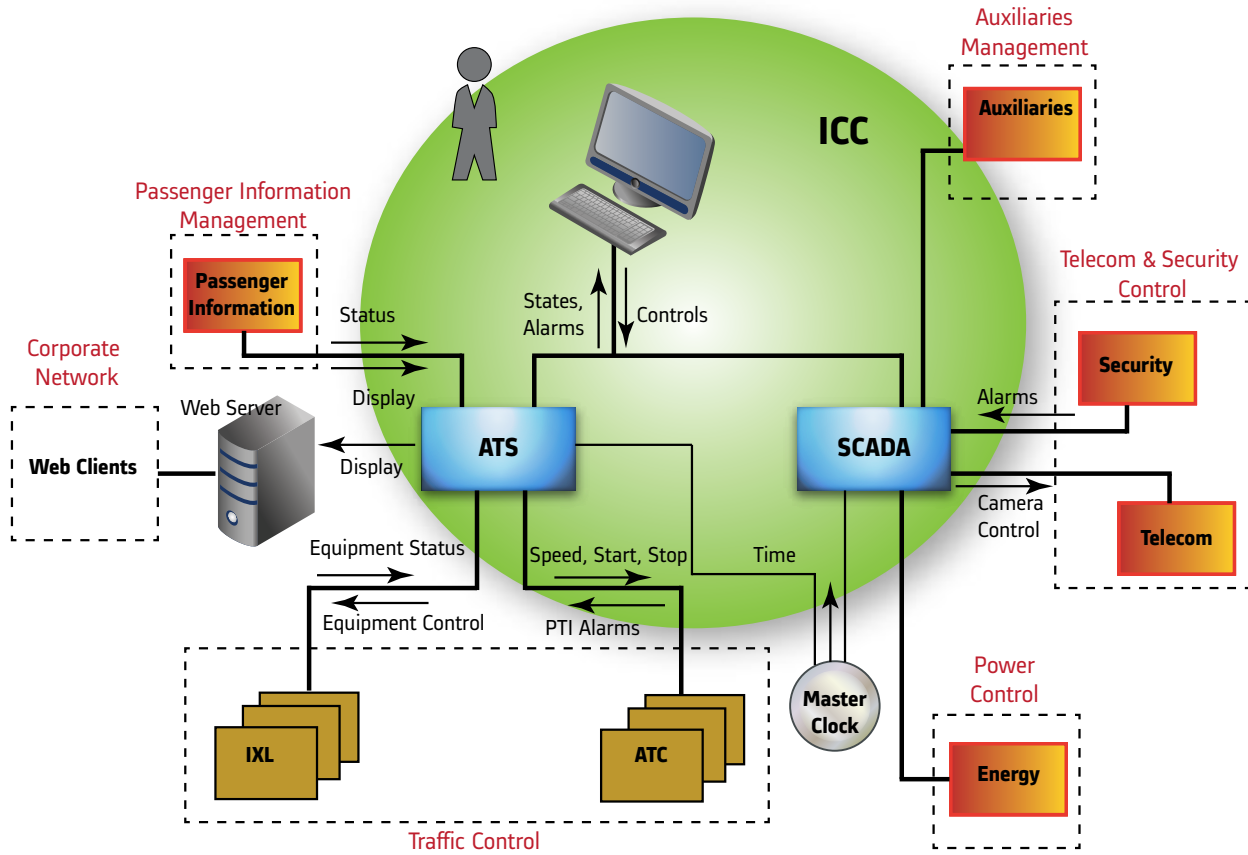 Auxiliaries
Management
Auxiliaries
ICC
Passenger Information
Management
Passenger
Information
Status
Display
States,
Alarms
Controls
Telecom & Security
Control
Security
Alarms
Corporate
Network
Web Server
Web Clients
Display
ATS
SCADA
Camera
Control
Telecom
Equipment Status
Equipment Control
Speed, Start, Stop
PTI Alarms
Time
Master
Clock
Power
Control
Energy
IXL
ATC
Traffic Control